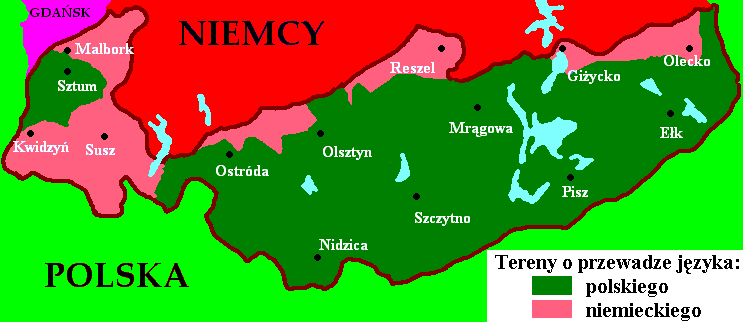 GDAŃSK
NIEMCY
Malbork
Sztum
Reszel
Giżycko
Olecko
Kwidzyń
Susz
Mrągowa
Ełk
Olsztyn
Ostróda
Pisz
Szczytno
Nidzica
POLSKA
Tereny o przewadze języka:
polskiego
niemieckiego